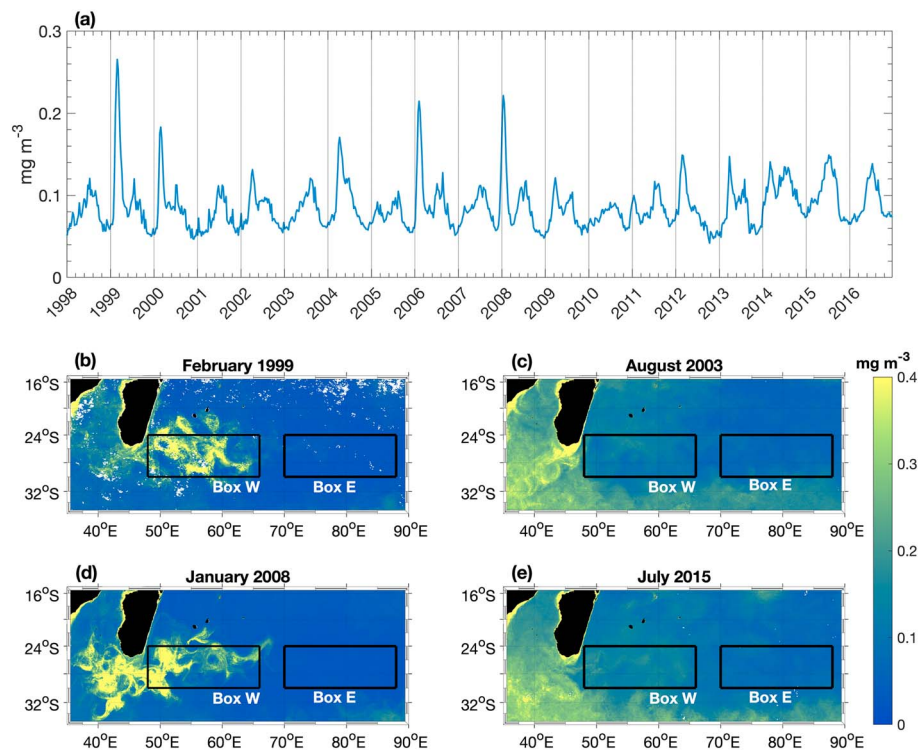 (a)
0.3
0.2
0.1
0
mg m⁻³
1998 1999 2000 2001 2002 2003 2004 2005 2006 2007 2008 2009 2010 2011 2012 2013 2014 2015 2016
(b) February 1999
16°S
24°S
32°S
Box W Box E
40°E 50°E 60°E 70°E 80°E 90°E
(c) August 2003
16°S
24°S
32°S
Box W Box E
40°E 50°E 60°E 70°E 80°E 90°E
(d) January 2008
16°S
24°S
32°S
Box W Box E
40°E 50°E 60°E 70°E 80°E 90°E
(e) July 2015
16°S
24°S
32°S
Box W Box E
40°E 50°E 60°E 70°E 80°E 90°E
mg m⁻³
0.4
0.3
0.2
0.1
0